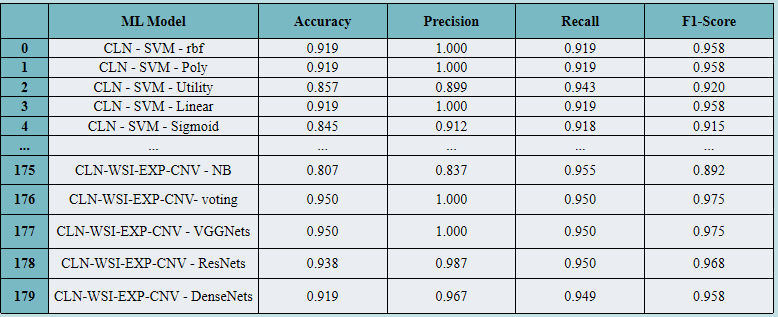 ML Model Accuracy Precision Recall F1-Score
0 CLN - SVM - rbf 0.919 1.000 0.919 0.958
1 CLN - SVM - Poly 0.919 1.000 0.919 0.958
2 CLN - SVM - Utility 0.857 0.899 0.943 0.920
3 CLN - SVM - Linear 0.919 1.000 0.919 0.958
4 CLN - SVM - Sigmoid 0.845 0.912 0.918 0.915
... ... ... ... ... ...
175 CLN-WSI-EXP-CNV - NB 0.807 0.837 0.955 0.892
176 CLN-WSI-EXP-CNV- voting 0.950 1.000 0.950 0.975
177 CLN-WSI-EXP-CNV - VGGNets 0.950 1.000 0.950 0.975
178 CLN-WSI-EXP-CNV - ResNets 0.938 0.987 0.950 0.968
179 CLN-WSI-EXP-CNV - DenseNets 0.919 0.967 0.949 0.958